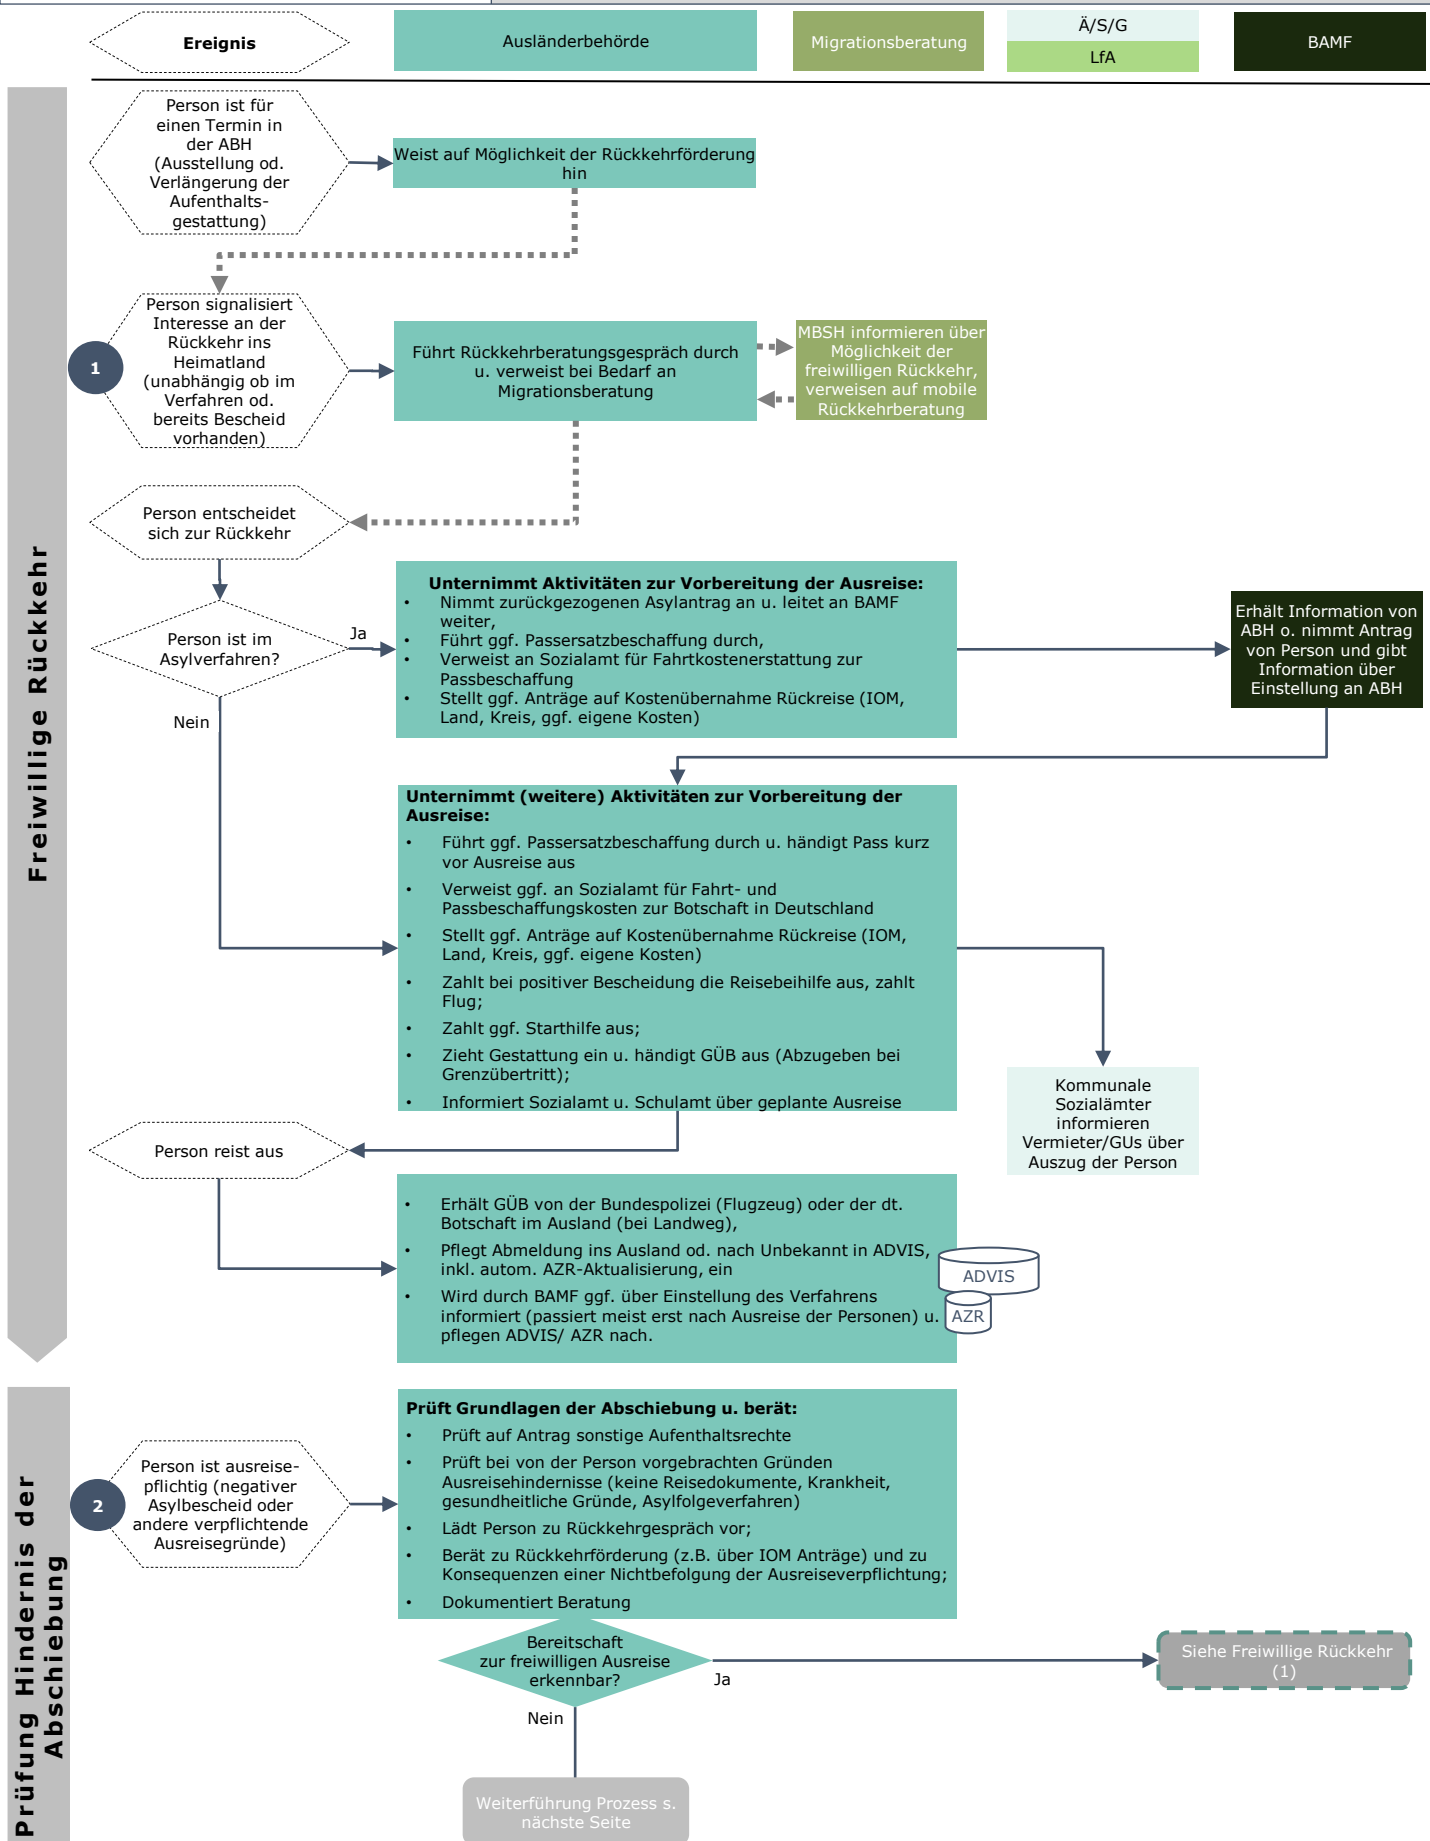 Ereignis
Ausländerbehörde
Migrationsberatung
Ä/S/G
LfA
BAMF
Freiwillige Rückkehr
Person ist für
einen Termin in
der ABH
(Ausstellung od.
Verlängerung der
Aufenthalts-
gestattung)
Weist auf Möglichkeit der Rückkehrförderung
hin
1
Person signalisiert
Interesse an der
Rückkehr ins
Heimatland
(unabhängig ob im
Verfahren od.
bereits Bescheid
vorhanden)
Führt Rückkehrberatungsgespräch durch
u. verweist bei Bedarf an
Migrationsberatung
MBSH informieren über
Möglichkeit der
freiwilligen Rückkehr,
verweisen auf mobile
Rückkehrberatung
Person entscheidet
sich zur Rückkehr
Person ist im
Asylverfahren?
Ja
Nein
Unternimmt Aktivitäten zur Vorbereitung der Ausreise:
• Nimmt zurückgezogenen Asylantrag an u. leitet an BAMF
weiter,
• Führt ggf. Passersatzbeschaffung durch,
• Verweist an Sozialamt für Fahrtkostenerstattung zur
Passbeschaffung
• Stellt ggf. Anträge auf Kostenübernahme Rückreise (IOM,
Land, Kreis, ggf. eigene Kosten)
Erhält Information von
ABH o. nimmt Antrag
von Person und gibt
Information über
Einstellung an ABH
Unternimmt (weitere) Aktivitäten zur Vorbereitung der
Ausreise:
• Führt ggf. Passersatzbeschaffung durch u. händigt Pass kurz
vor Ausreise aus
• Verweist ggf. an Sozialamt für Fahrt- und
Passbeschaffungskosten zur Botschaft in Deutschland
• Stellt ggf. Anträge auf Kostenübernahme Rückreise (IOM,
Land, Kreis, ggf. eigene Kosten)
• Zahlt bei positiver Bescheidung die Reisebeihilfe aus, zahlt
Flug;
• Zahlt ggf. Starthilfe aus;
• Zieht Gestattung ein u. händigt GÜB aus (Abzugeben bei
Grenzübertritt);
• Informiert Sozialamt u. Schulamt über geplante Ausreise
Kommunale
Sozialämter
informieren
Vermieter/GUs über
Auszug der Person
Person reist aus
• Erhält GÜB von der Bundespolizei (Flugzeug) oder der dt.
Botschaft im Ausland (bei Landweg),
• Pflegt Abmeldung ins Ausland od. nach Unbekannt in ADVIS,
inkl. autom. AZR-Aktualisierung, ein
• Wird durch BAMF ggf. über Einstellung des Verfahrens
informiert (passiert meist erst nach Ausreise der Personen) u.
pflegen ADVIS/ AZR nach.
ADVIS
AZR
Prüfung Hindernis der
Abschiebung
2
Person ist ausreise-
pflichtig (negativer
Asylbescheid oder
andere verpflichtende
Ausreisegründe)
Prüft Grundlagen der Abschiebung u. berät:
• Prüft auf Antrag sonstige Aufenthaltsrechte
• Prüft bei von der Person vorgebrachten Gründen
Ausreisehindernisse (keine Reisedokumente, Krankheit,
gesundheitliche Gründe, Asylfolgeverfahren)
• Lädt Person zu Rückkehrgespräch vor;
• Berät zu Rückkehrförderung (z.B. über IOM Anträge) und zu
Konsequenzen einer Nichtbefolgung der Ausreiseverpflichtung;
• Dokumentiert Beratung
Bereitschaft
zur freiwilligen Ausreise
erkennbar?
Ja
Siehe Freiwillige Rückkehr
(1)
Nein
Weiterführung Prozess s.
nächste Seite